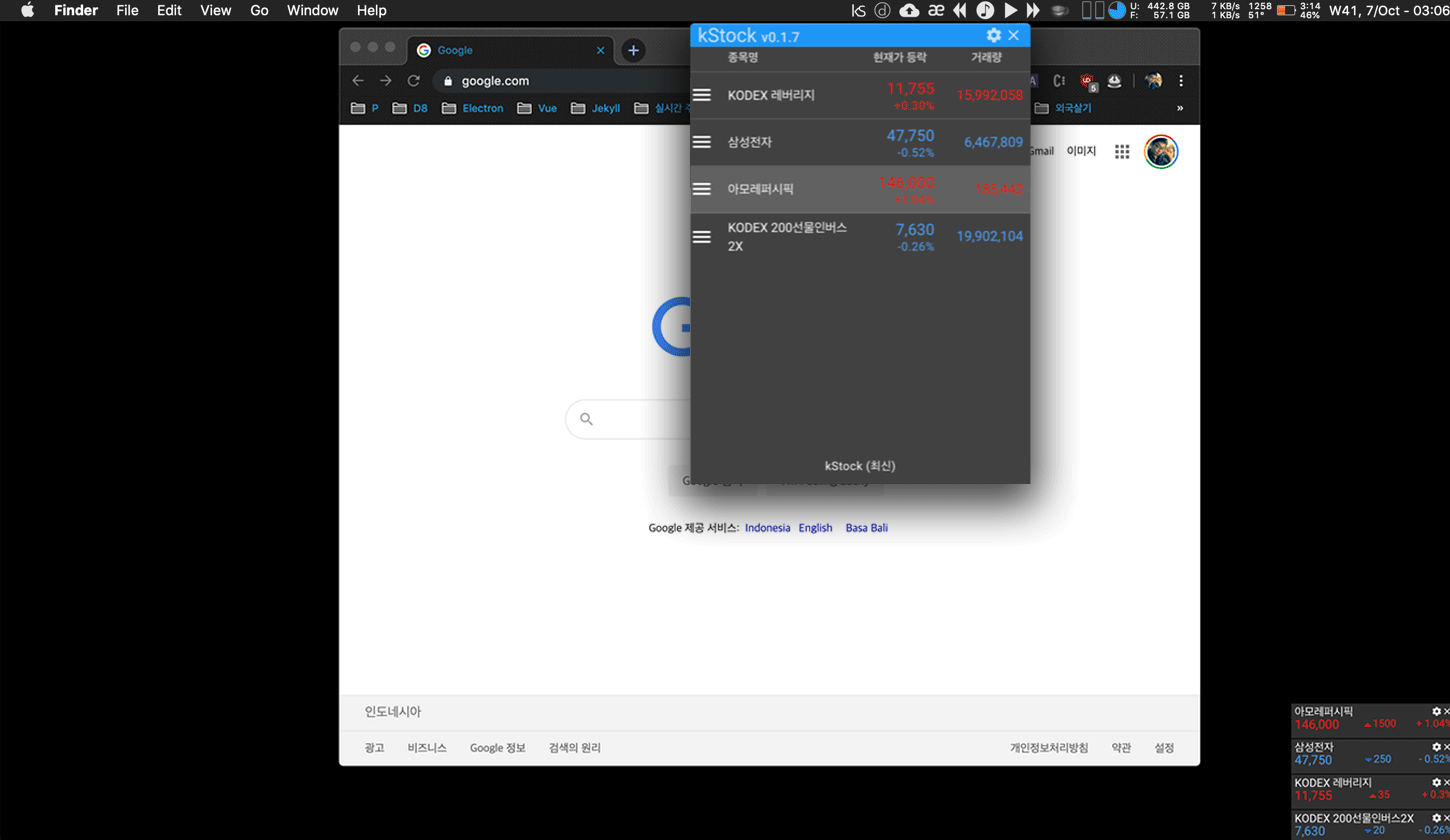 Finder File Edit View Go Window Help
U: 442.8 GB 7 KB/s 1258 3:14 W41, 7/Oct - 03:06
F: 57.1 GB 1 KB/s 51° 46%
kStock v0.1.7
종목명 현재가 등락 거래량
KODEX 레버리지 11,755 15,992,058
+0.30%
삼성전자 47,750 6,467,809
-0.52%
아모레퍼시픽 146,000 185,442
+1.04%
KODEX 200선물인버스 7,630 19,902,104
2X -0.26%
kStock (최신)
Google
google.com
P D8 Electron Vue Jekyll 실시간 외국살기 »
5
Gmail 이미지
Google 제공 서비스: Indonesia English Basa Bali
인도네시아
광고 비즈니스 Google 정보 검색의 원리 개인정보처리방침 약관 설정
아모레퍼시픽
146,000 1500 + 1.04%
삼성전자
47,750 250 - 0.52%
KODEX 레버리지
11,755 35 + 0.3%
KODEX 200선물인버스2X
7,630 20 - 0.26%